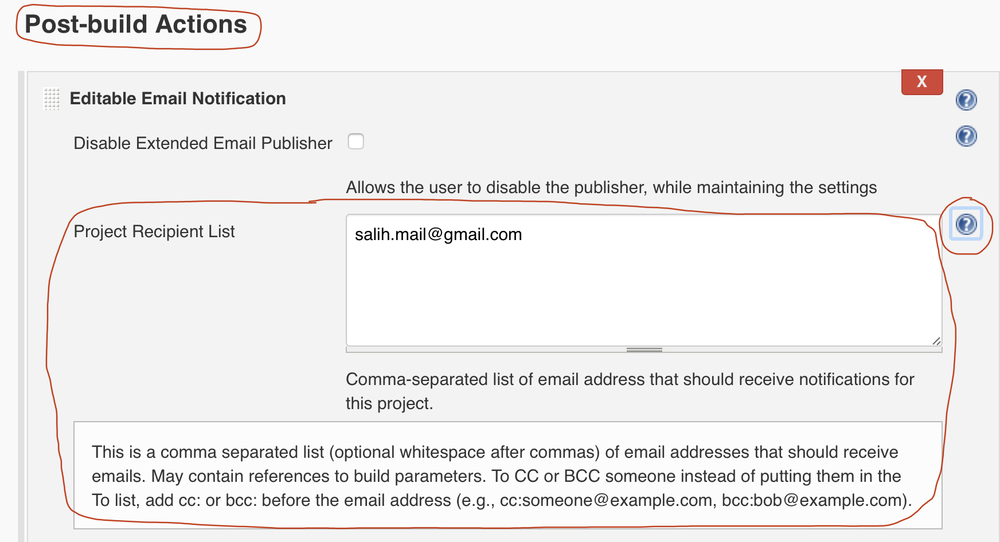 Post-build Actions
X
Editable Email Notification
?
Disable Extended Email Publisher
?
Allows the user to disable the publisher, while maintaining the settings
Project Recipient List
salih.mail@gmail.com
?
Comma-separated list of email address that should receive notifications for
this project.
This is a comma separated list (optional whitespace after commas) of email addresses that should receive
emails. May contain references to build parameters. To CC or BCC someone instead of putting them in the
To list, add cc: or bcc: before the email address (e.g., cc:someone@example.com, bcc:bob@example.com).